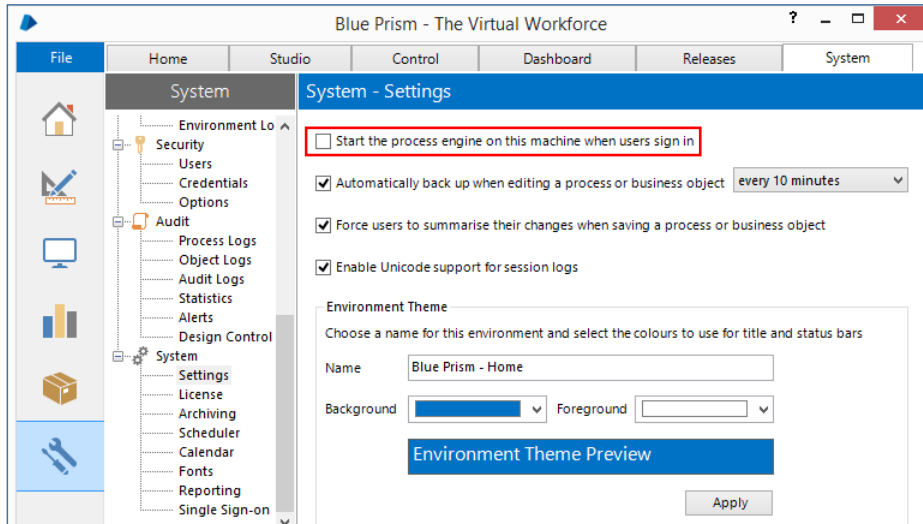 Blue Prism - The Virtual Workforce
File
Home
Studio
Control
Dashboard
Releases
System
System
System - Settings
Environment Lo
Security
Users
Credentials
Options
Audit
Process Logs
Object Logs
Audit Logs
Statistics
Alerts
Design Control
System
Settings
License
Archiving
Scheduler
Calendar
Fonts
Reporting
Single Sign-on
Start the process engine on this machine when users sign in
Automatically back up when editing a process or business object every 10 minutes
Force users to summarise their changes when saving a process or business object
Enable Unicode support for session logs
Environment Theme
Choose a name for this environment and select the colours to use for title and status bars
Name Blue Prism - Home
Background Foreground
Environment Theme Preview
Apply